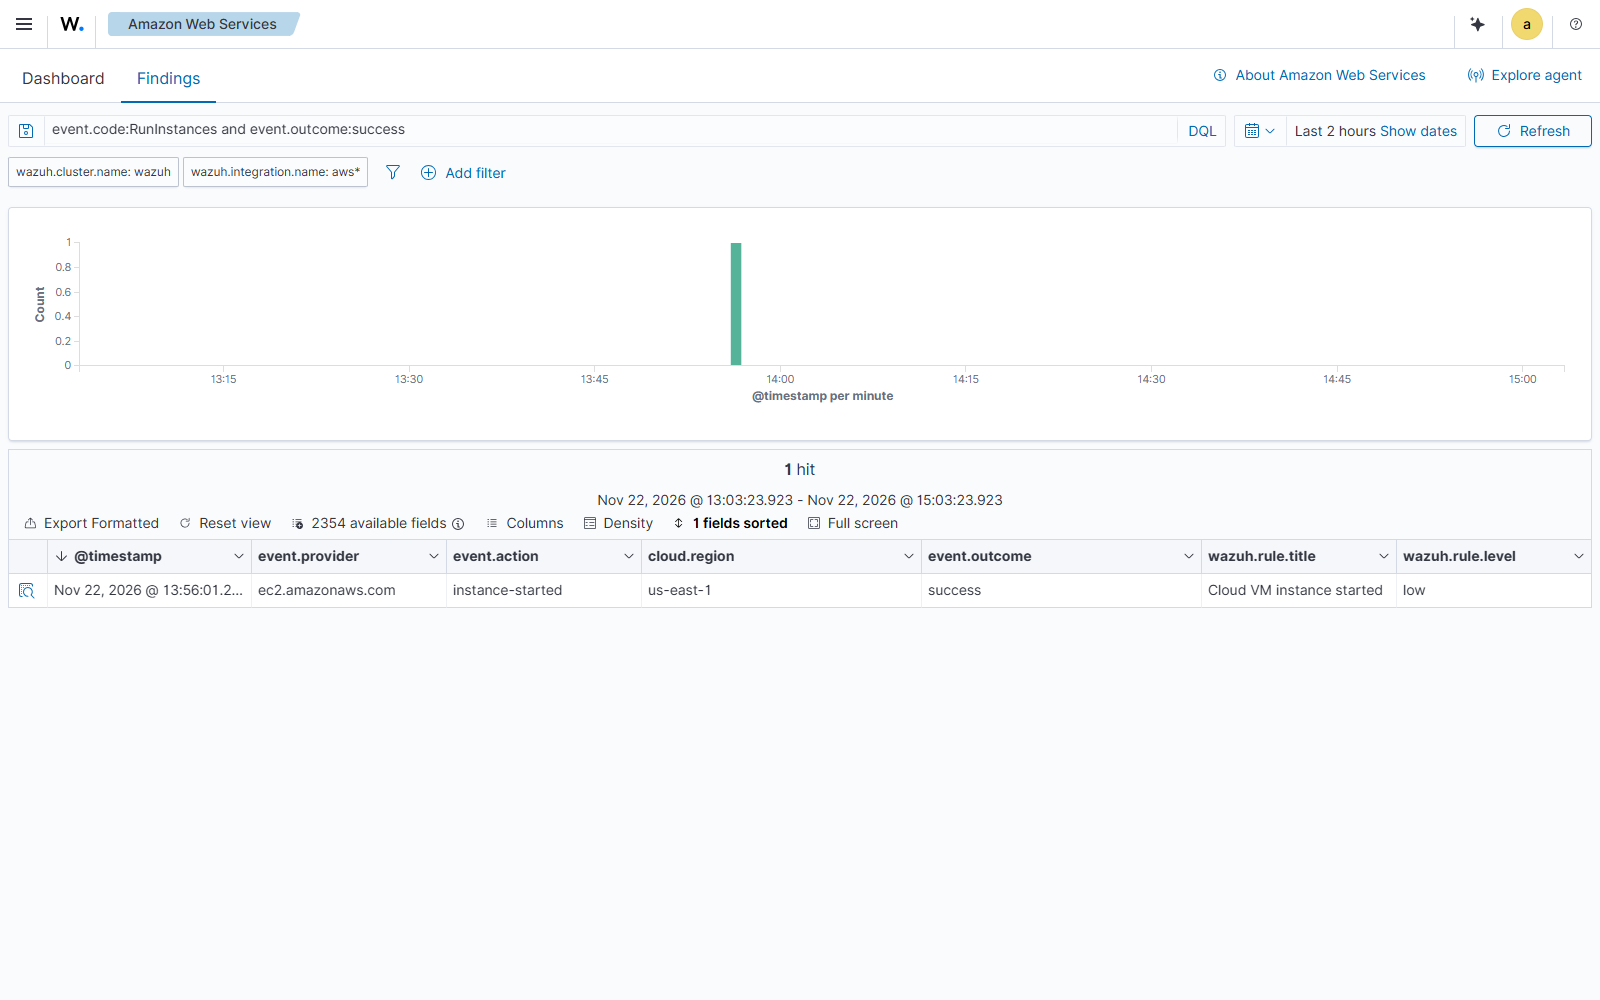 W.
Amazon Web Services
a
Dashboard
Findings
About Amazon Web Services
Explore agent
event.code:RunInstances and event.outcome:success
DQL
Last 2 hours Show dates
Refresh
wazuh.cluster.name: wazuh
wazuh.integration.name: aws*
Add filter
Count
1
0.8
0.6
0.4
0.2
0
13:15
13:30
13:45
14:00
14:15
14:30
14:45
15:00
@timestamp per minute
1 hit
Nov 22, 2026 @ 13:03:23.923 - Nov 22, 2026 @ 15:03:23.923
Export Formatted
Reset view
2354 available fields
Columns
Density
1 fields sorted
Full screen
@timestamp
event.provider
event.action
cloud.region
event.outcome
wazuh.rule.title
wazuh.rule.level
Nov 22, 2026 @ 13:56:01.2...
ec2.amazonaws.com
instance-started
us-east-1
success
Cloud VM instance started
low